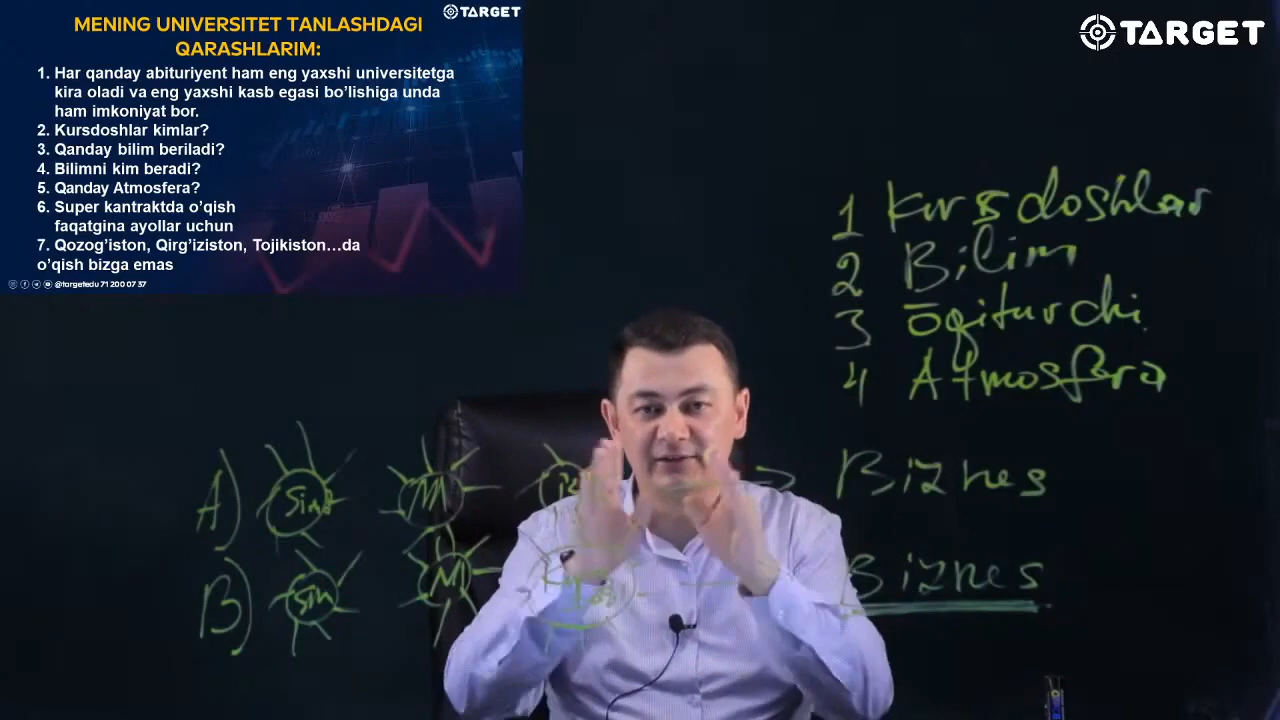 TARGET
MENING UNIVERSITET TANLASHDAGI
QARASHLARIM:
1. Har qanday abituriyent ham eng yaxshi universitetga
kira oladi va eng yaxshi kasb egasi bo'lishiga unda
ham imkoniyat bor.
2. Kursdoshlar kimlar?
3. Qanday bilim beriladi?
4. Bilimni kim beradi?
5. Qanday Atmosfera?
6. Super kantraktda o'qish
faqatgina ayollar uchun
7. Qozog'iston, Qirg'iziston, Tojikiston...da
o'qish bizga emas
@targetedu 71 200 07 37
TARGET
1 Kursdoshlar
2 Bilim
3 Oqituvchi
4 Atmosfera
A) Sinf M Biznes
B) Sinf M Biznes